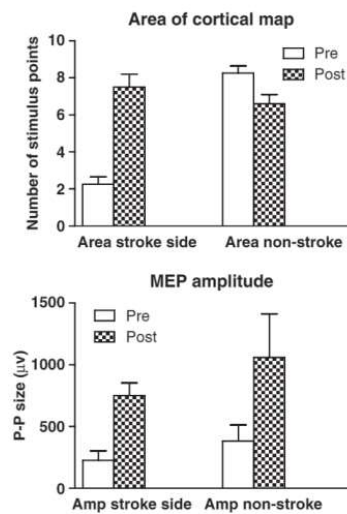 Area of cortical map
Number of stimulus points
10
8
6
4
2
0
Pre
Post
Area stroke side
Area non-stroke
MEP amplitude
P-P size (μv)
1500
1000
500
0
Pre
Post
Amp stroke side
Amp non-stroke